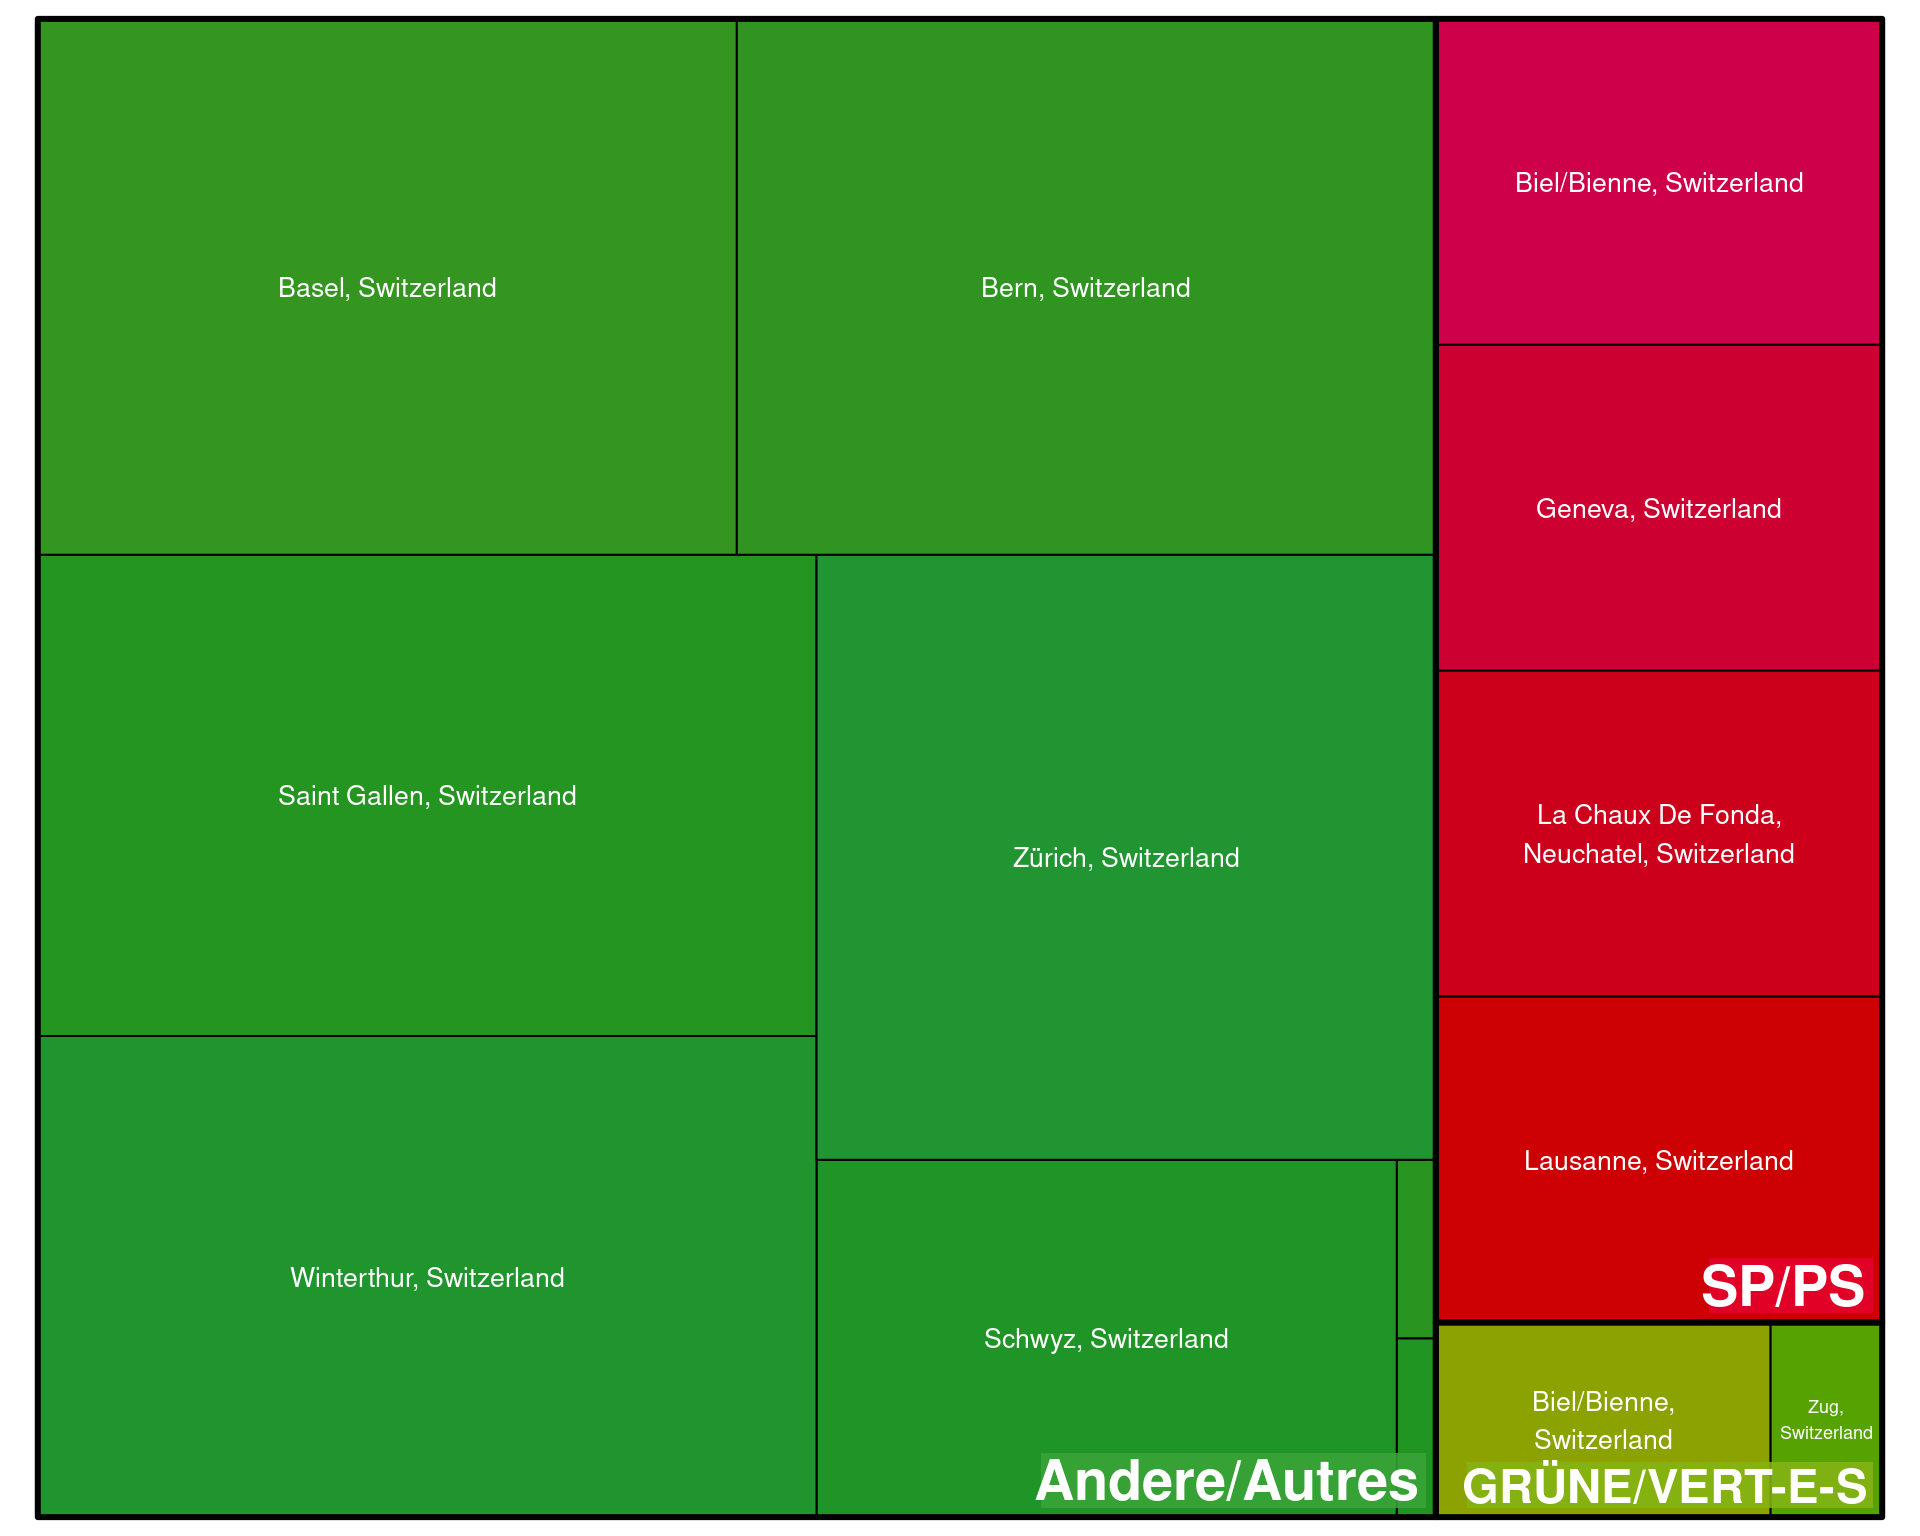 Basel, Switzerland
Bern, Switzerland
Saint Gallen, Switzerland
Zürich, Switzerland
Winterthur, Switzerland
Schwyz, Switzerland
Andere/Autres
Biel/Bienne, Switzerland
Geneva, Switzerland
La Chaux De Fonda,
Neuchatel, Switzerland
Lausanne, Switzerland
SP/PS
Biel/Bienne,
Switzerland
Zug,
Switzerland
GRÜNE/VERT-E-S